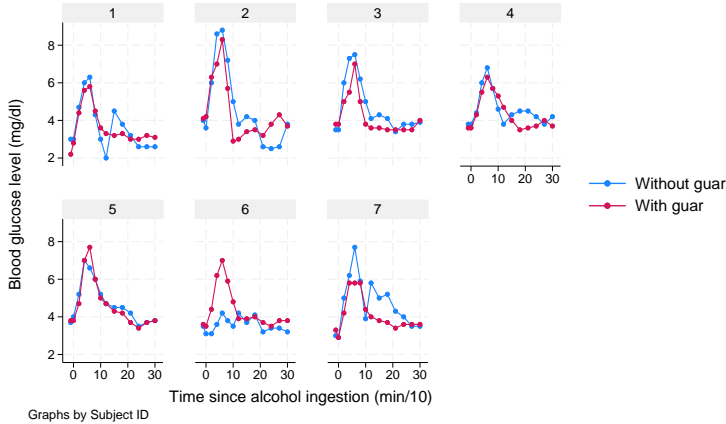 1
2
3
4
8
6
4
2
0 10 20 30
Without guar
With guar
5
6
7
8
6
4
2
0 10 20 30
0 10 20 30
0 10 20 30
Blood glucose level (mg/dl)
Time since alcohol ingestion (min/10)
Graphs by Subject ID